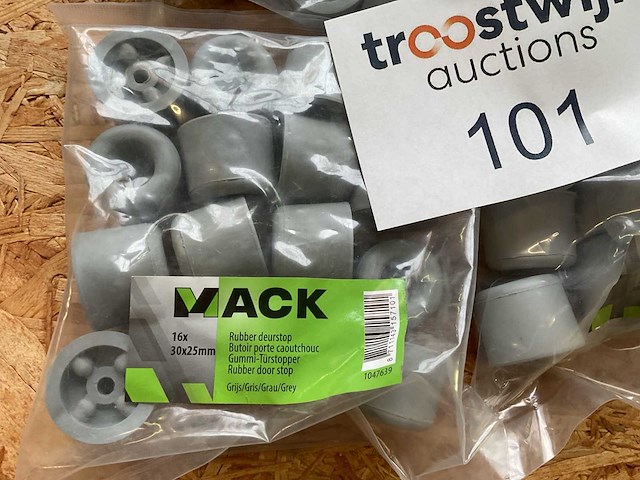 troostwijk
auctions
101
MACK
16x
30x25mm
Rubber deurstop
Butoir porte caoutchouc
Gummi-Türstopper
Rubber door stop
Grijs/Gris/Grau/Grey
1047639